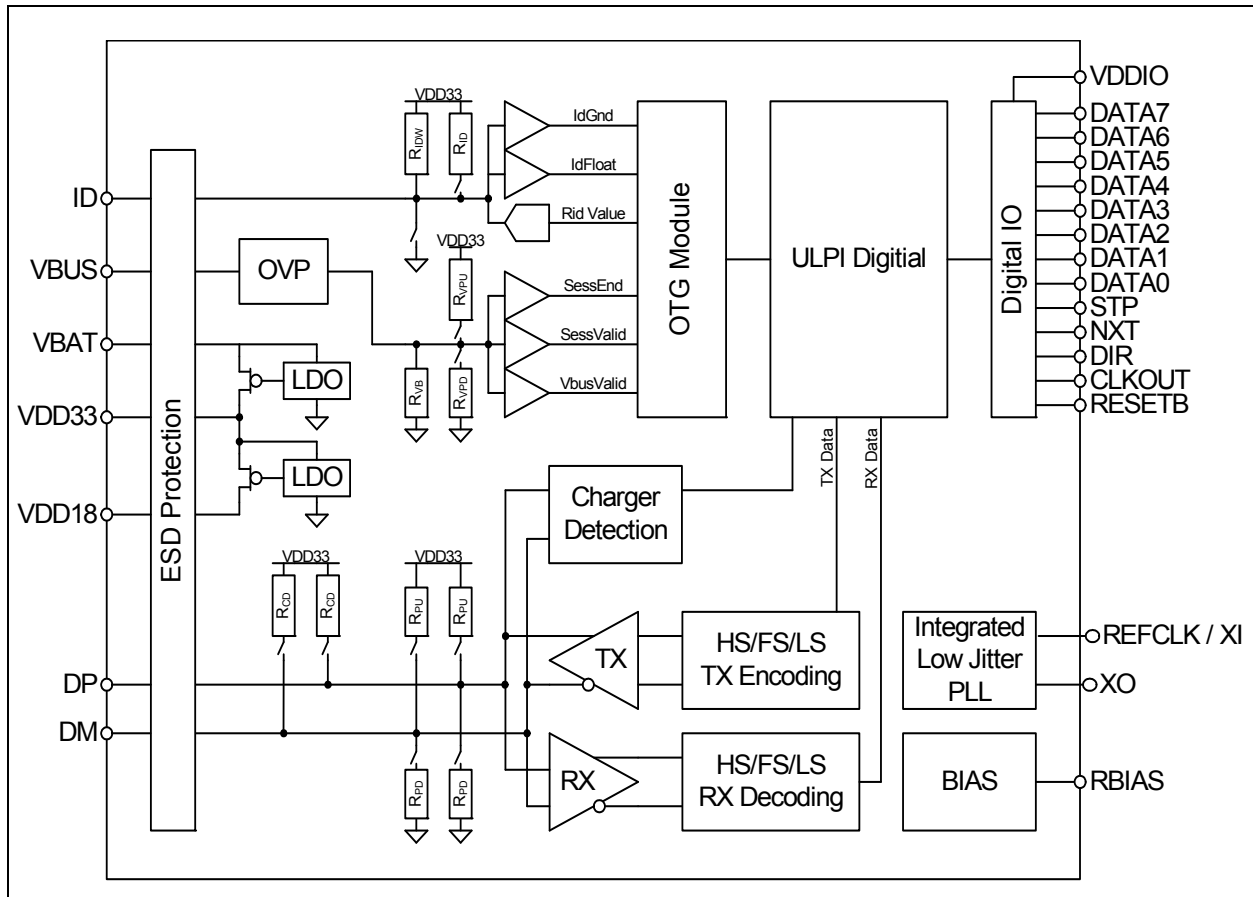 VDDIO
DATA7
DATA6
DATA5
DATA4
DATA3
DATA2
DATA1
DATA0
STP
NXT
DIR
CLKOUT
RESETB
REFCLK / XI
XO
RBIAS
ID
VBUS
VBAT
VDD33
VDD18
DP
DM
ESD Protection
VDD33
RIDW
RID
IdGnd
IdFloat
Rid Value
OVP
VDD33
RVPU
SessEnd
SessValid
VbusValid
RVB
RVPD
LDO
LDO
OTG Module
ULPI Digitial
Digital IO
TX Data
RX Data
Charger
Detection
VDD33
RCD
RCD
VDD33
RPU
RPU
RPD
RPD
TX
HS/FS/LS
TX Encoding
RX
HS/FS/LS
RX Decoding
Integrated
Low Jitter
PLL
BIAS